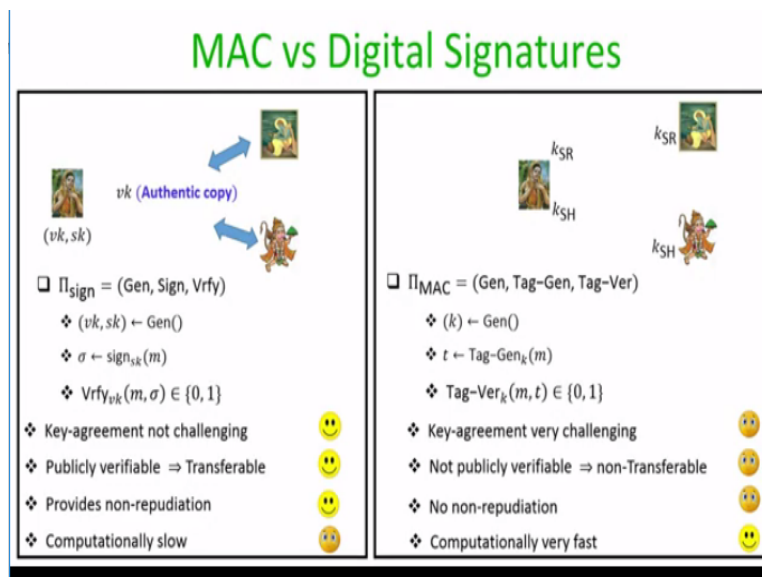 MAC vs Digital Signatures
vk (Authentic copy)
(vk, sk)
❑ Π_sign = (Gen, Sign, Vrfy)
❖ (vk, sk) ← Gen()
❖ σ ← sign_sk(m)
❖ Vrfy_vk(m, σ) ∈ {0, 1}
❖ Key-agreement not challenging
❖ Publicly verifiable ⇒ Transferable
❖ Provides non-repudiation
❖ Computationally slow
k_SR
k_SR
k_SH
k_SH
❑ Π_MAC = (Gen, Tag-Gen, Tag-Ver)
❖ (k) ← Gen()
❖ t ← Tag-Gen_k(m)
❖ Tag-Ver_k(m, t) ∈ {0, 1}
❖ Key-agreement very challenging
❖ Not publicly verifiable ⇒ non-Transferable
❖ No non-repudiation
❖ Computationally very fast